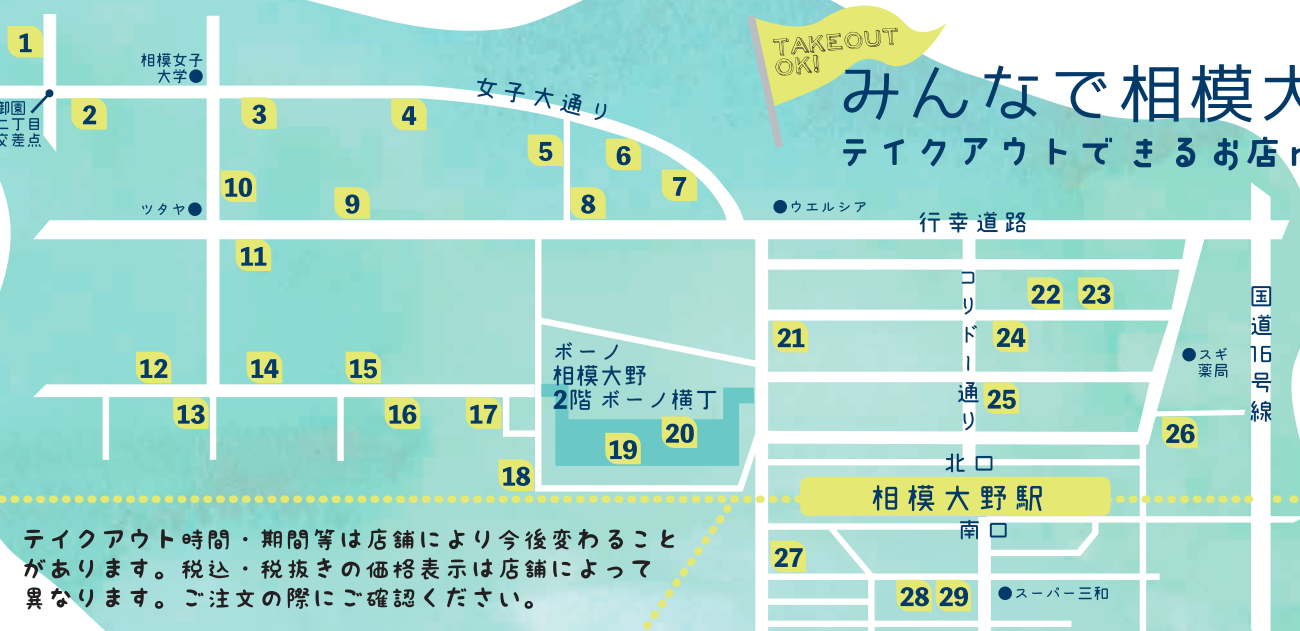 TAKEOUT
OK!
みんなで相模大
テイクアウトできるお店
1
相模女子
大学
女子大通り
御園
二丁目
交差点
2
3
4
5
6
7
8
9
10
ツタヤ
ウエルシア
行幸道路
11
コリドー通り
国道16号線
22
23
21
24
スギ
薬局
ボーノ
相模大野
2階 ボーノ横丁
12
14
15
13
16
17
25
26
20
19
18
北口
相模大野駅
南口
テイクアウト時間・期間等は店舗により今後変わること
があります。税込・税抜きの価格表示は店舗によって
異なります。ご注文の際にご確認ください。
27
28
29
スーパー三和